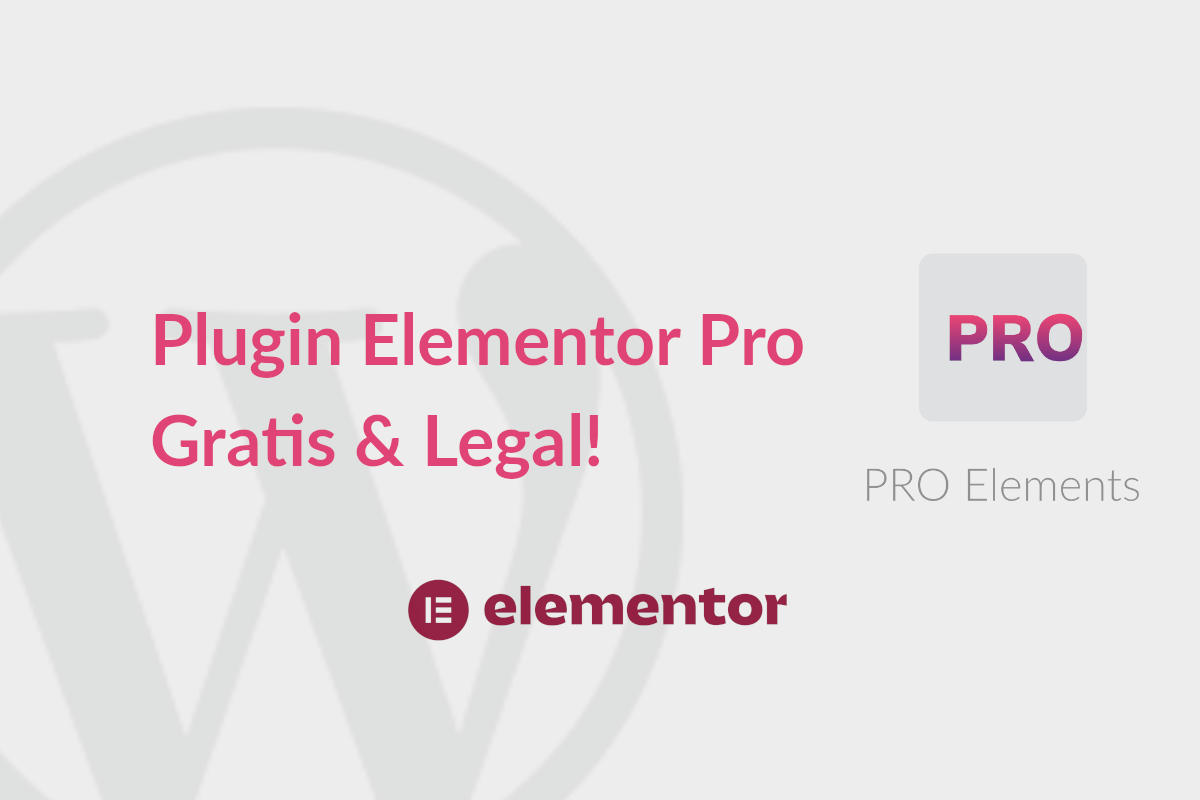 Plugin Elementor Pro
Gratis & Legal!
PRO
PRO Elements
elementor